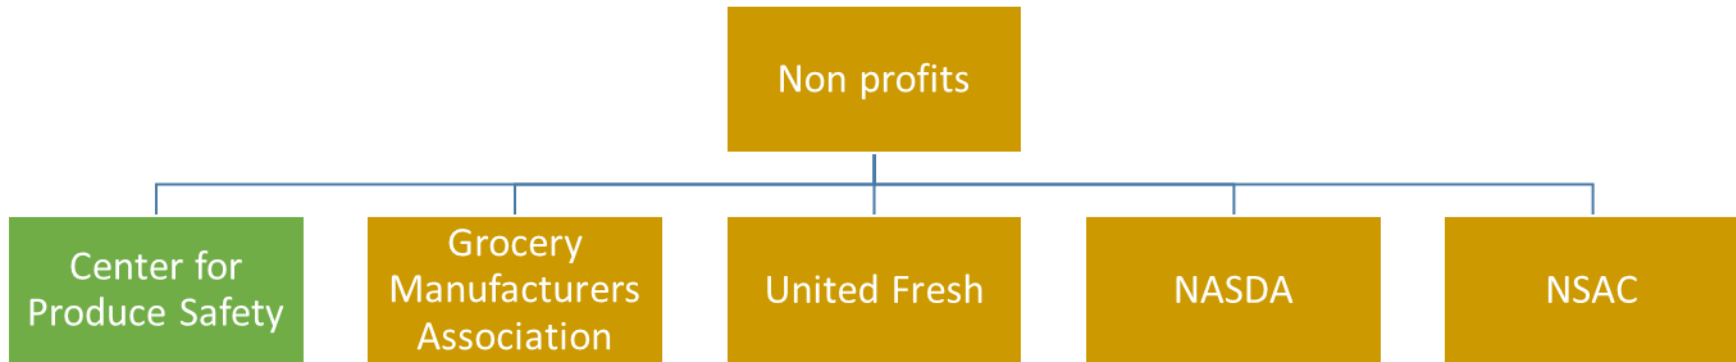 Non profits
Center for
Produce Safety
Grocery
Manufacturers
Association
United Fresh
NASDA
NSAC